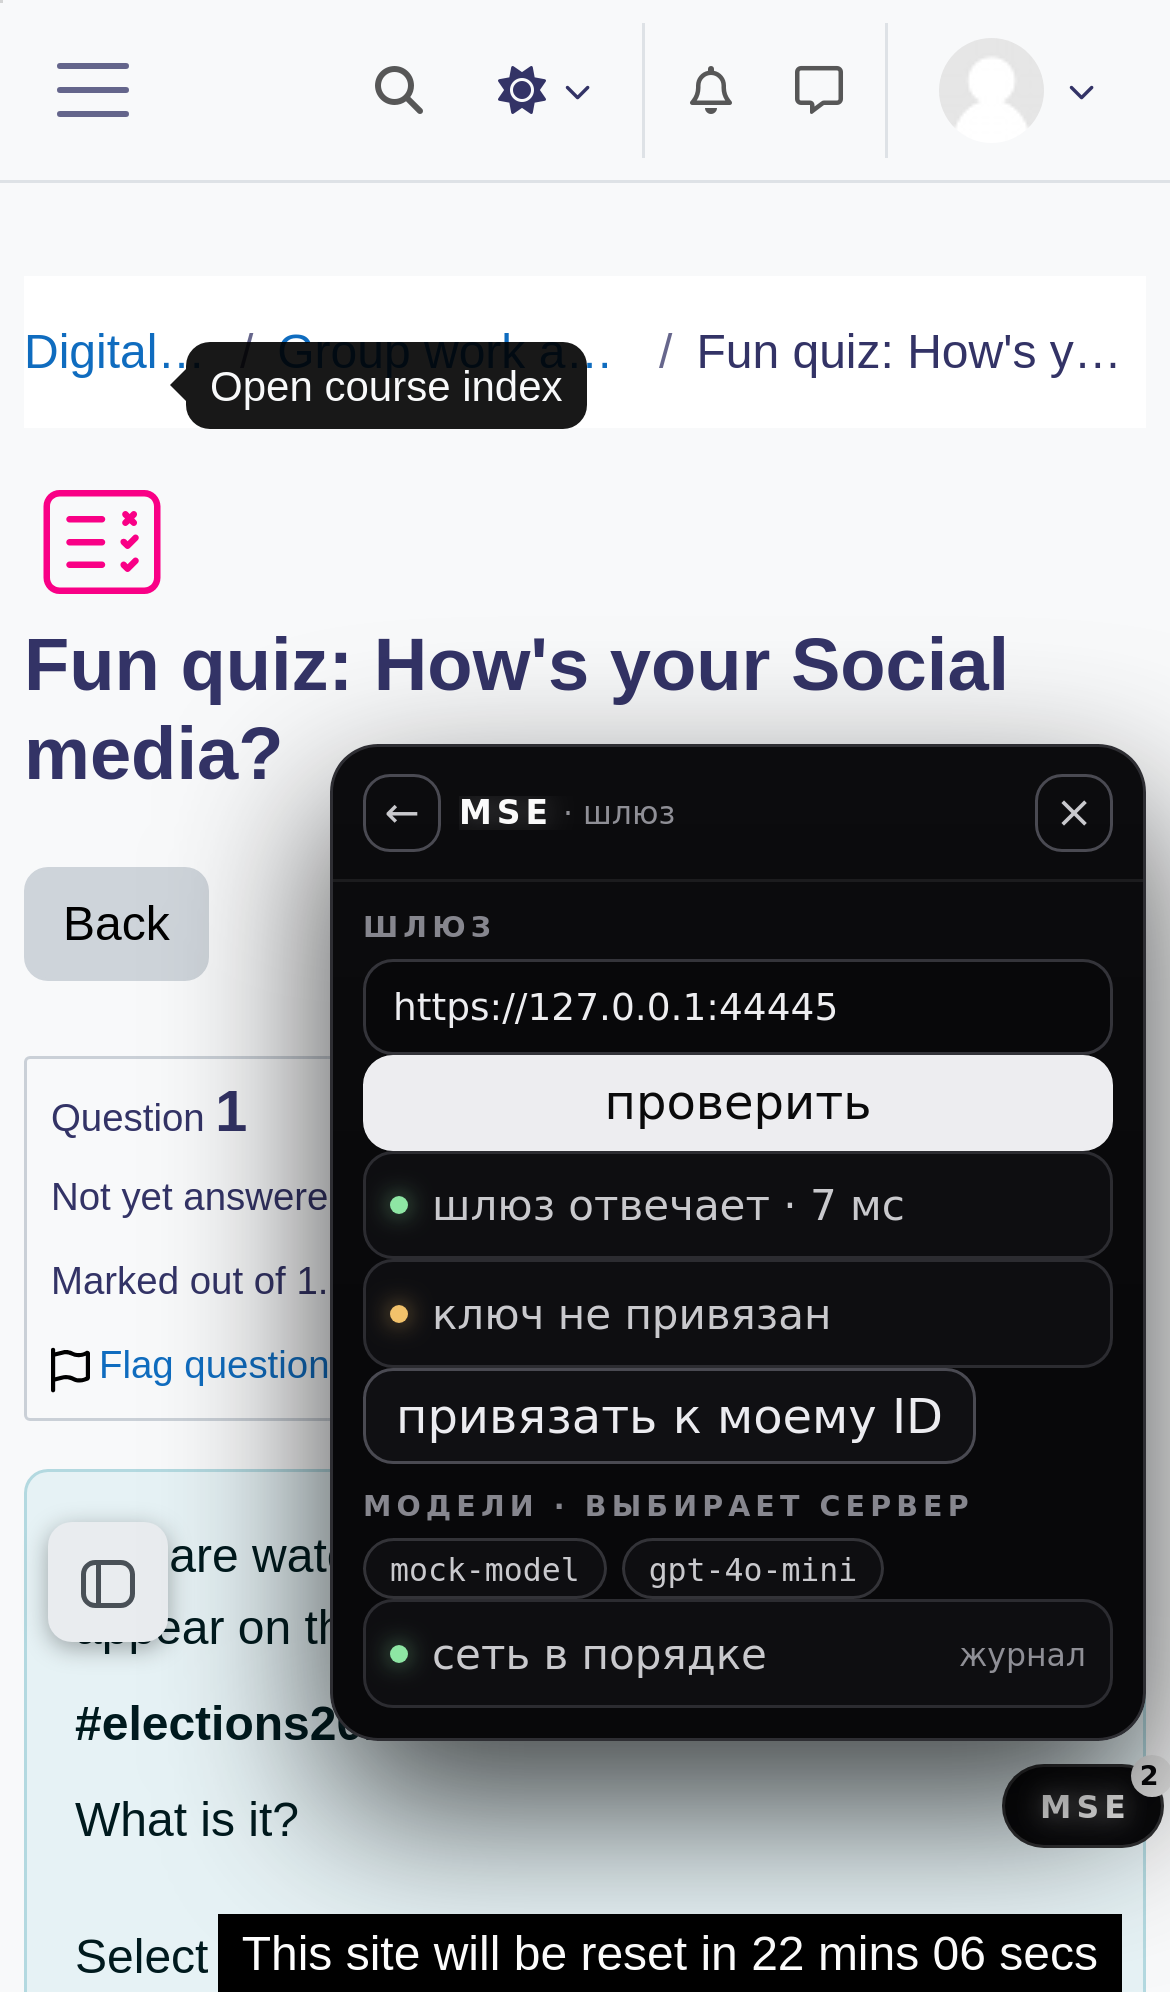 Digital… / Group work a… / Fun quiz: How's y…
Open course index
Fun quiz: How's your Social
media?
← MSE · шлюз ×
Back
ШЛЮЗ
https://127.0.0.1:44445
проверить
Question 1
Not yet answere
шлюз отвечает · 7 мс
Marked out of 1.
ключ не привязан
Flag question
привязать к моему ID
МОДЕЛИ · ВЫБИРАЕТ СЕРВЕР
mock-model gpt-4o-mini
are wat
appear on th
сеть в порядке журнал
#elections20
2
MSE
What is it?
Select
This site will be reset in 22 mins 06 secs